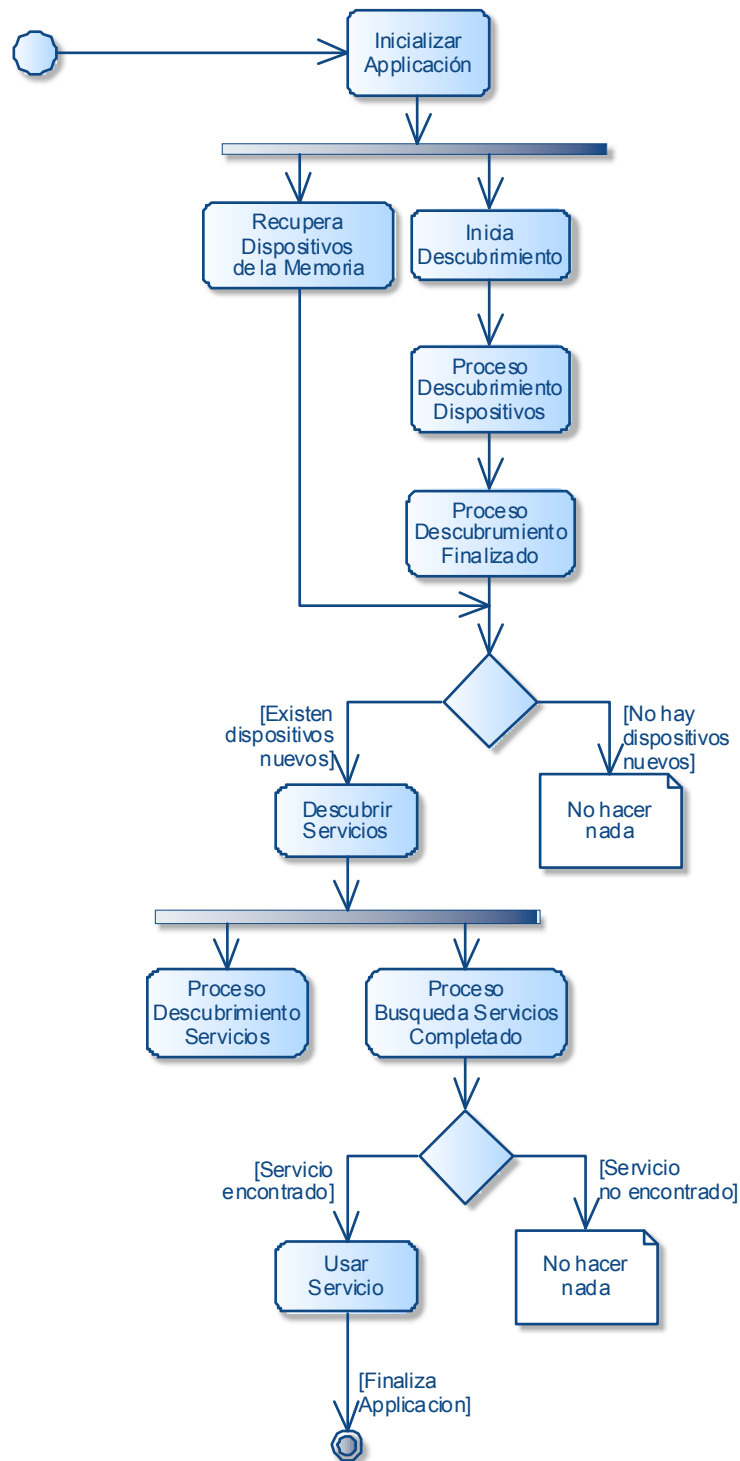 Inicializar
Applicación
Recupera
Dispositivos
de la Memoria
Inicia
Descubrimiento
Proceso
Descubrimiento
Dispositivos
Proceso
Descubrumiento
Finalizado
[Existen
dispositivos
nuevos]
[No hay
dispositivos
nuevos]
Descubrir
Servicios
No hacer
nada
Proceso
Descubrimiento
Servicios
Proceso
Busqueda Servicios
Completado
[Servicio
encontrado]
[Servicio
no encontrado]
Usar
Servicio
No hacer
nada
[Finaliza
Applicacion]